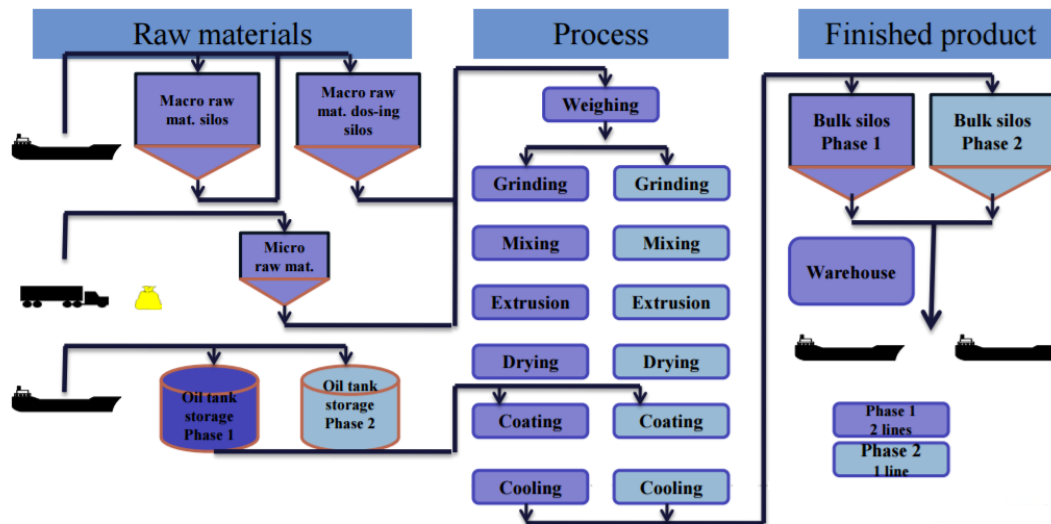 Raw materials
Process
Finished product
Macro raw
mat. silos
Macro raw
mat. dos-ing
silos
Micro
raw mat.
Oil tank
storage
Phase 1
Oil tank
storage
Phase 2
Weighing
Grinding
Grinding
Mixing
Mixing
Extrusion
Extrusion
Drying
Drying
Coating
Coating
Cooling
Cooling
Bulk silos
Phase 1
Bulk silos
Phase 2
Warehouse
Phase 1
2 lines
Phase 2
1 line